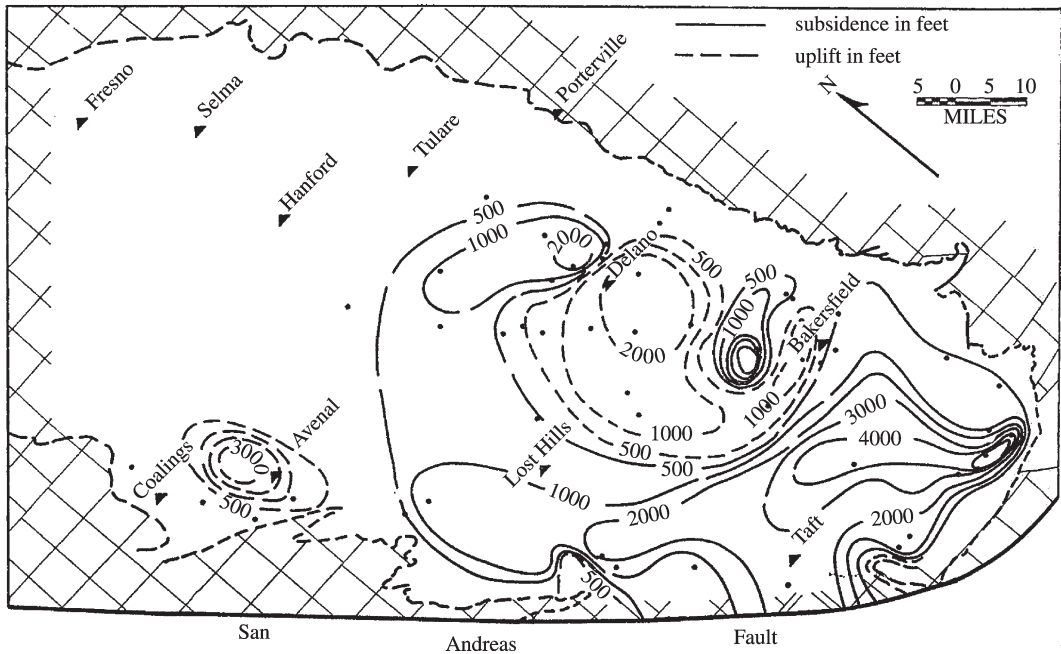 subsidence in feet
uplift in feet
N
5 0 5 10
MILES
Fresno
Selma
Hanford
Tulare
Porterville
500
1000
2000
Delano
500
2000
500
1000
Bakersfield
1000
1000
500
500
3000
4000
3000
Avenal
Coalings
500
Lost Hills
1000
2000
2000
Taft
500
San
Andreas
Fault